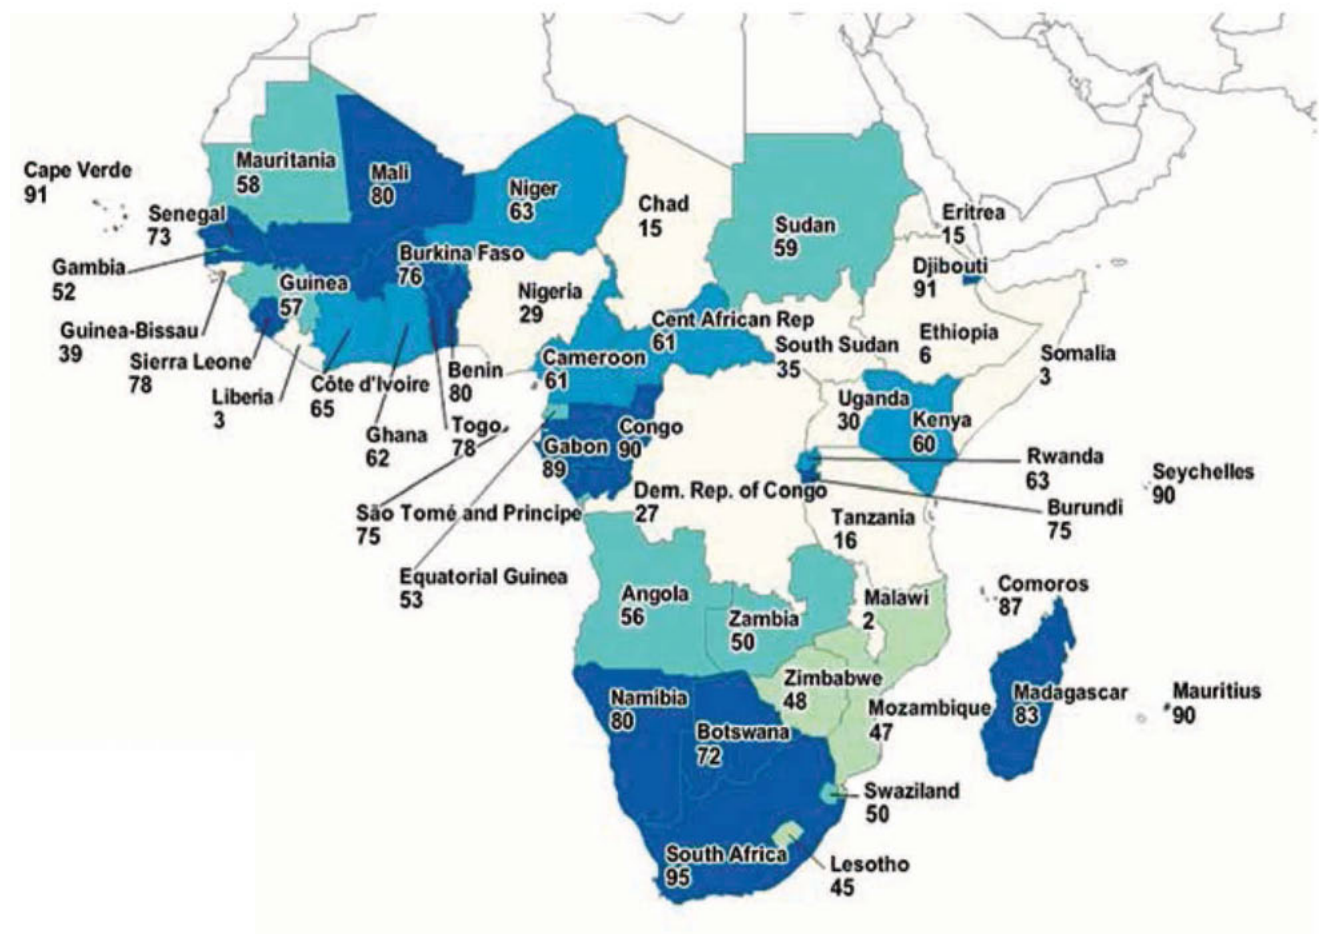 Cape Verde
91
Mauritania
58
Mali
80
Niger
63
Chad
15
Sudan
59
Eritrea
15
Senegal
73
Gambia
52
Guinea-Bissau
39
Guinea
57
Sierra Leone
78
Liberia
3
Côte d'Ivoire
65
Burkina Faso
76
Ghana
62
Togo
78
Benin
80
Nigeria
29
Cameroon
61
Cent African Rep
61
South Sudan
35
Djibouti
91
Ethiopia
6
Somalia
3
Uganda
30
Kenya
60
Rwanda
63
Burundi
75
Seychelles
90
Gabon
89
Congo
90
Dem. Rep. of Congo
27
São Tomé and Principe
75
Equatorial Guinea
53
Tanzania
16
Angola
56
Zambia
50
Malawi
2
Comoros
87
Zimbabwe
48
Mozambique
47
Madagascar
83
Mauritius
90
Namibia
80
Botswana
72
Swaziland
50
South Africa
95
Lesotho
45